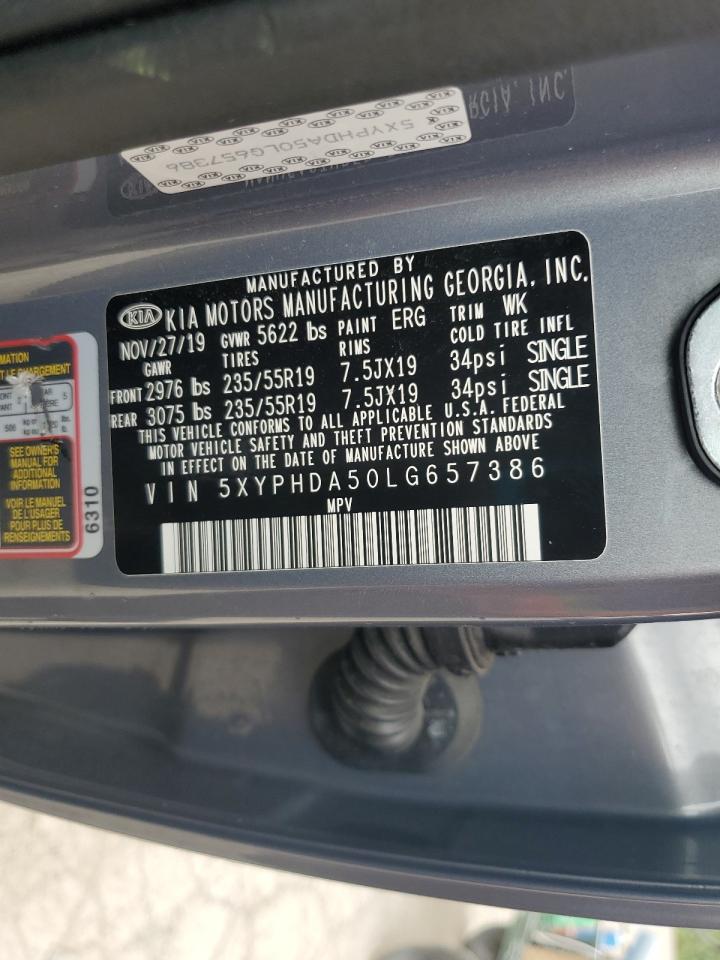 5XYPHDA50LG657386
RGIA, INC.
MANUFACTURED BY
KIA KIA MOTORS MANUFACTURING GEORGIA, INC.
NOV/27/19 GVWR 5622 lbs PAINT ERG TRIM WK
GAWR TIRES RIMS COLD TIRE INFL
FRONT 2976 lbs 235/55R19 7.5JX19 34psi SINGLE
REAR 3075 lbs 235/55R19 7.5JX19 34psi SINGLE
THIS VEHICLE CONFORMS TO ALL APPLICABLE U.S.A. FEDERAL
MOTOR VEHICLE SAFETY AND THEFT PREVENTION STANDARDS
IN EFFECT ON THE DATE OF MANUFACTURE SHOWN ABOVE
VIN 5XYPHDA50LG657386
MPV
SEE OWNER'S
MANUAL FOR
ADDITIONAL
INFORMATION
VOIR LE MANUEL
DE L'USAGER
POUR PLUS DE
RENSEIGNEMENTS
6310